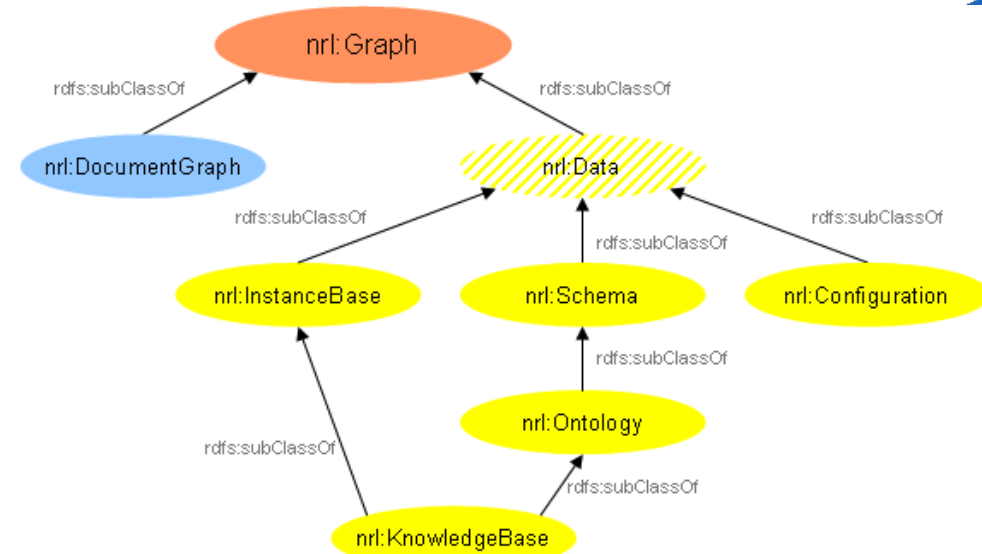 nrl:Graph
rdfs:subClassOf
rdfs:subClassOf
nrl:DocumentGraph
nrl:Data
rdfs:subClassOf
rdfs:subClassOf
rdfs:subClassOf
nrl:InstanceBase
nrl:Schema
nrl:Configuration
rdfs:subClassOf
nrl:Ontology
rdfs:subClassOf
rdfs:subClassOf
nrl:KnowledgeBase